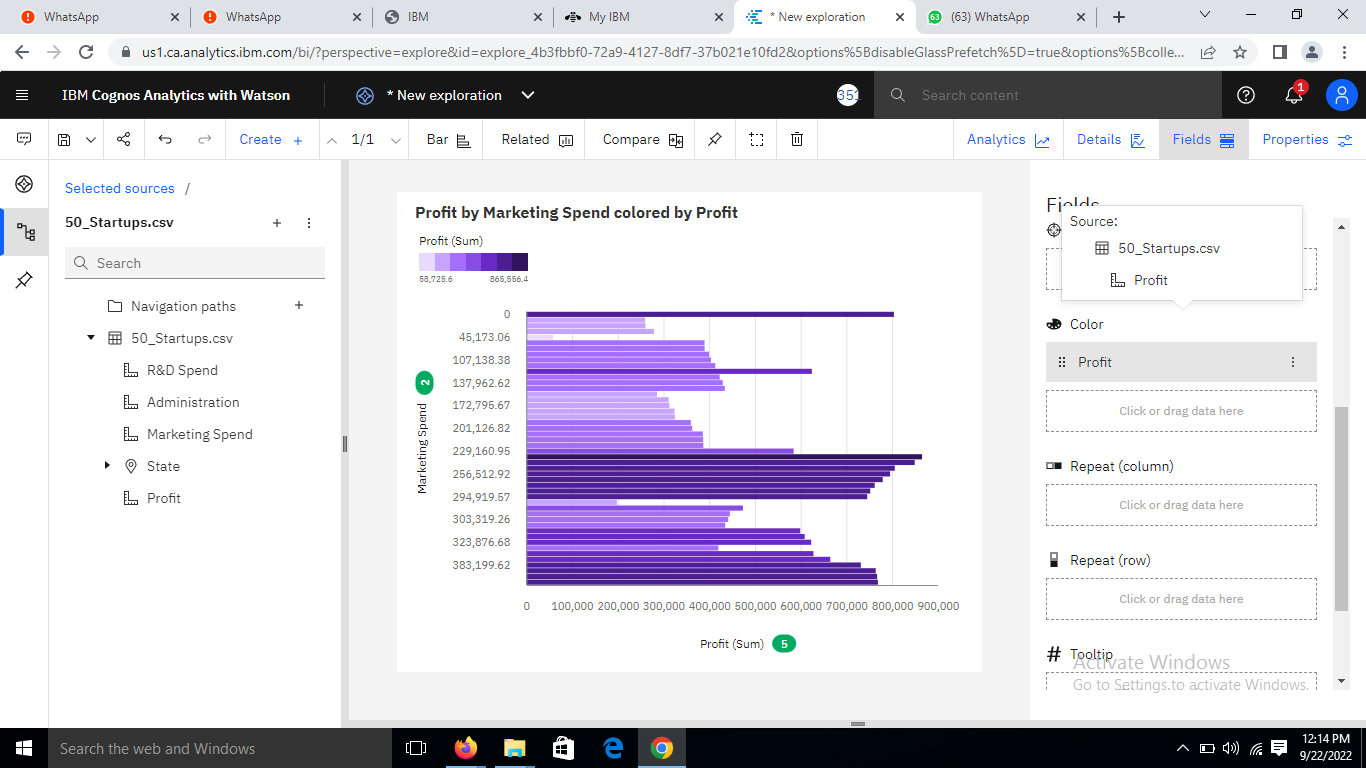 WhatsApp
WhatsApp
IBM
My IBM
* New exploration
(63) WhatsApp
us1.ca.analytics.ibm.com/bi/?perspective=explore&id=explore_4b3fbbf0-72a9-4127-8df7-37b021e10fd2&options%5BdisableGlassPrefetch%5D=true&options%5Bcolle...
IBM Cognos Analytics with Watson
* New exploration
351
Search content
1
Create +
1/1
Bar
Related
Compare
Analytics
Details
Fields
Properties
Selected sources /
50_Startups.csv
Search
Navigation paths
50_Startups.csv
R&D Spend
Administration
Marketing Spend
State
Profit
Profit by Marketing Spend colored by Profit
Profit (Sum)
58,725.6 865,556.4
0
45,173.06
107,138.38
137,962.62
172,795.67
201,126.82
229,160.95
256,512.92
294,919.57
303,319.26
323,876.68
383,199.62
Marketing Spend 2
0 100,000 200,000 300,000 400,000 500,000 600,000 700,000 800,000 900,000
Profit (Sum) 5
Fields
Source:
50_Startups.csv
Profit
Color
Profit
Click or drag data here
Repeat (column)
Click or drag data here
Repeat (row)
Click or drag data here
Tooltip
Activate Windows
Go to Settings to activate Windows.
Search the web and Windows
12:14 PM
9/22/2022